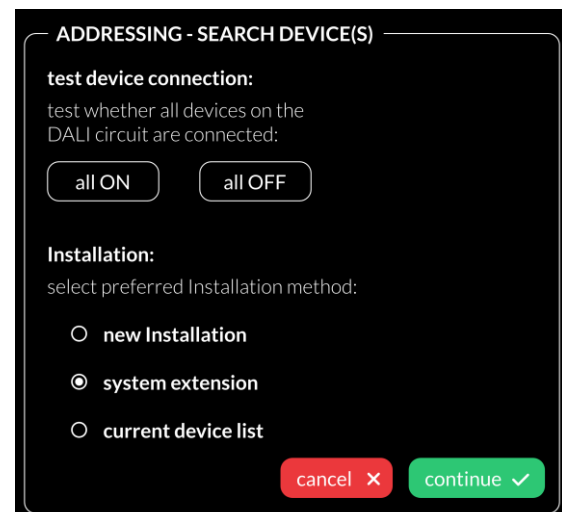 ADDRESSING - SEARCH DEVICE(S)
test device connection:
test whether all devices on the
DALI circuit are connected:
all ON
all OFF
Installation:
select preferred Installation method:
new Installation
system extension
current device list
cancel
continue